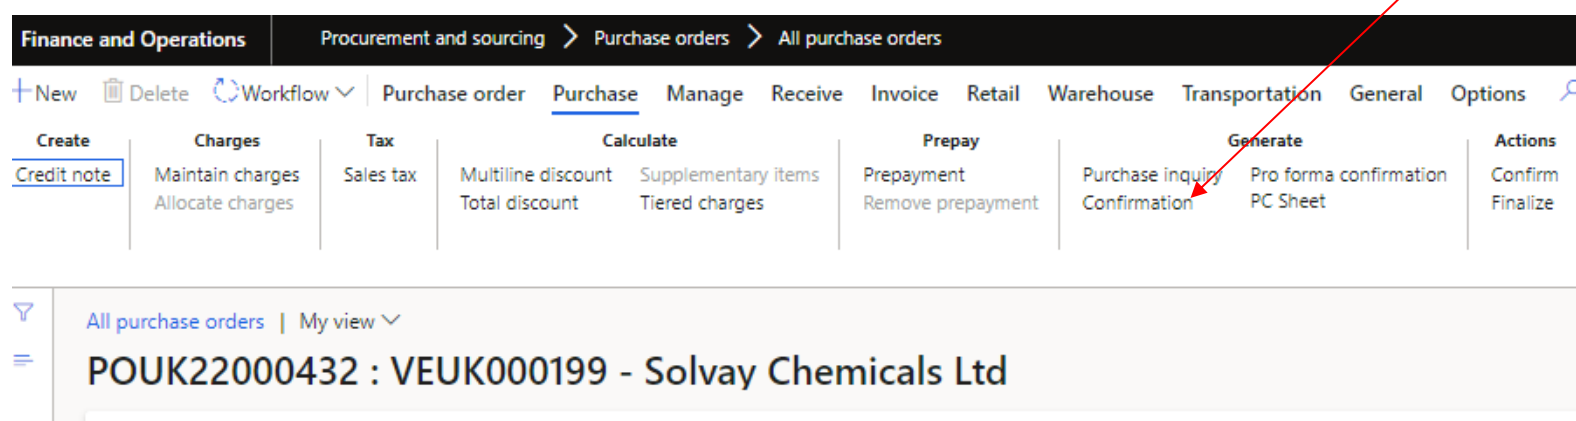 Finance and Operations Procurement and sourcing > Purchase orders > All purchase orders
+ New Delete Workflow Purchase order Purchase Manage Receive Invoice Retail Warehouse Transportation General Options
Create Charges Tax Calculate Prepay Generate Actions
Credit note Maintain charges Sales tax Multiline discount Supplementary items Prepayment Purchase inquiry Pro forma confirmation Confirm
Allocate charges Total discount Tiered charges Remove prepayment Confirmation PC Sheet Finalize
All purchase orders | My view
POUK22000432 : VEUK000199 - Solvay Chemicals Ltd